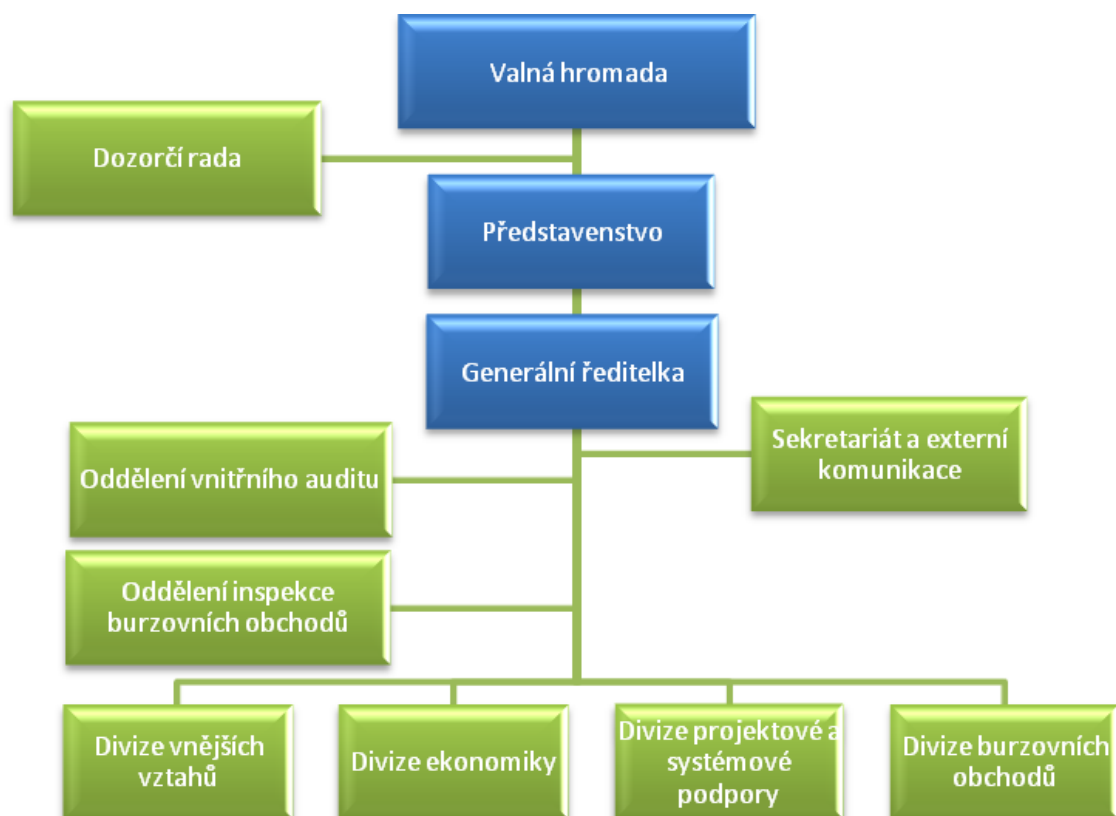 Valná hromada
Dozorčí rada
Představenstvo
Generální ředitelka
Sekretariát a externí
komunikace
Oddělení vnitřního auditu
Oddělení inspekce
burzovních obchodů
Divize vnějších
vztahů
Divize ekonomiky
Divize projektové a
systémové
podpory
Divize burzovních
obchodů